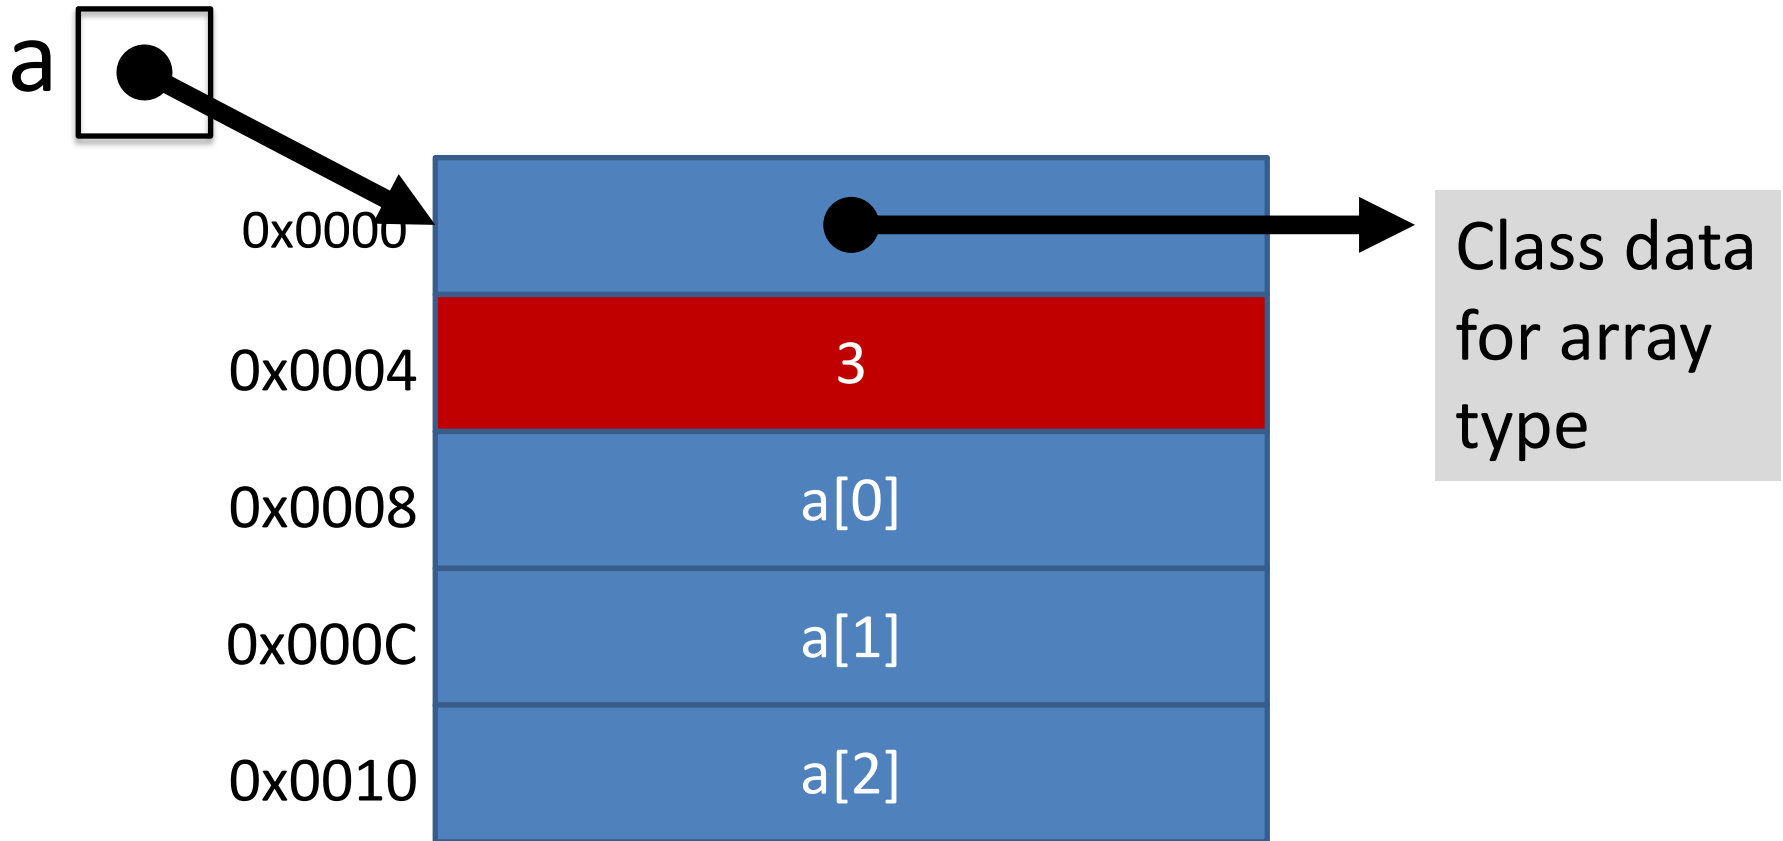 a
0x0000
Class data
for array
type
0x0004
3
0x0008
a[0]
0x000C
a[1]
0x0010
a[2]